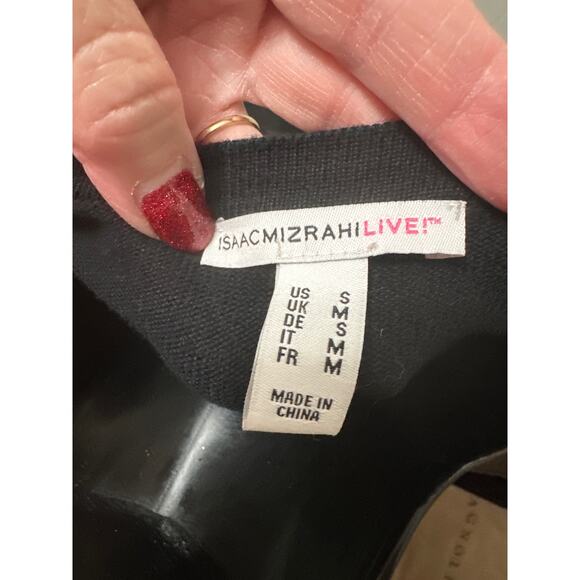 ISAACMIZRAHILIVE!™
US S
UK M
DE S
IT M
FR M
MADE IN
CHINA